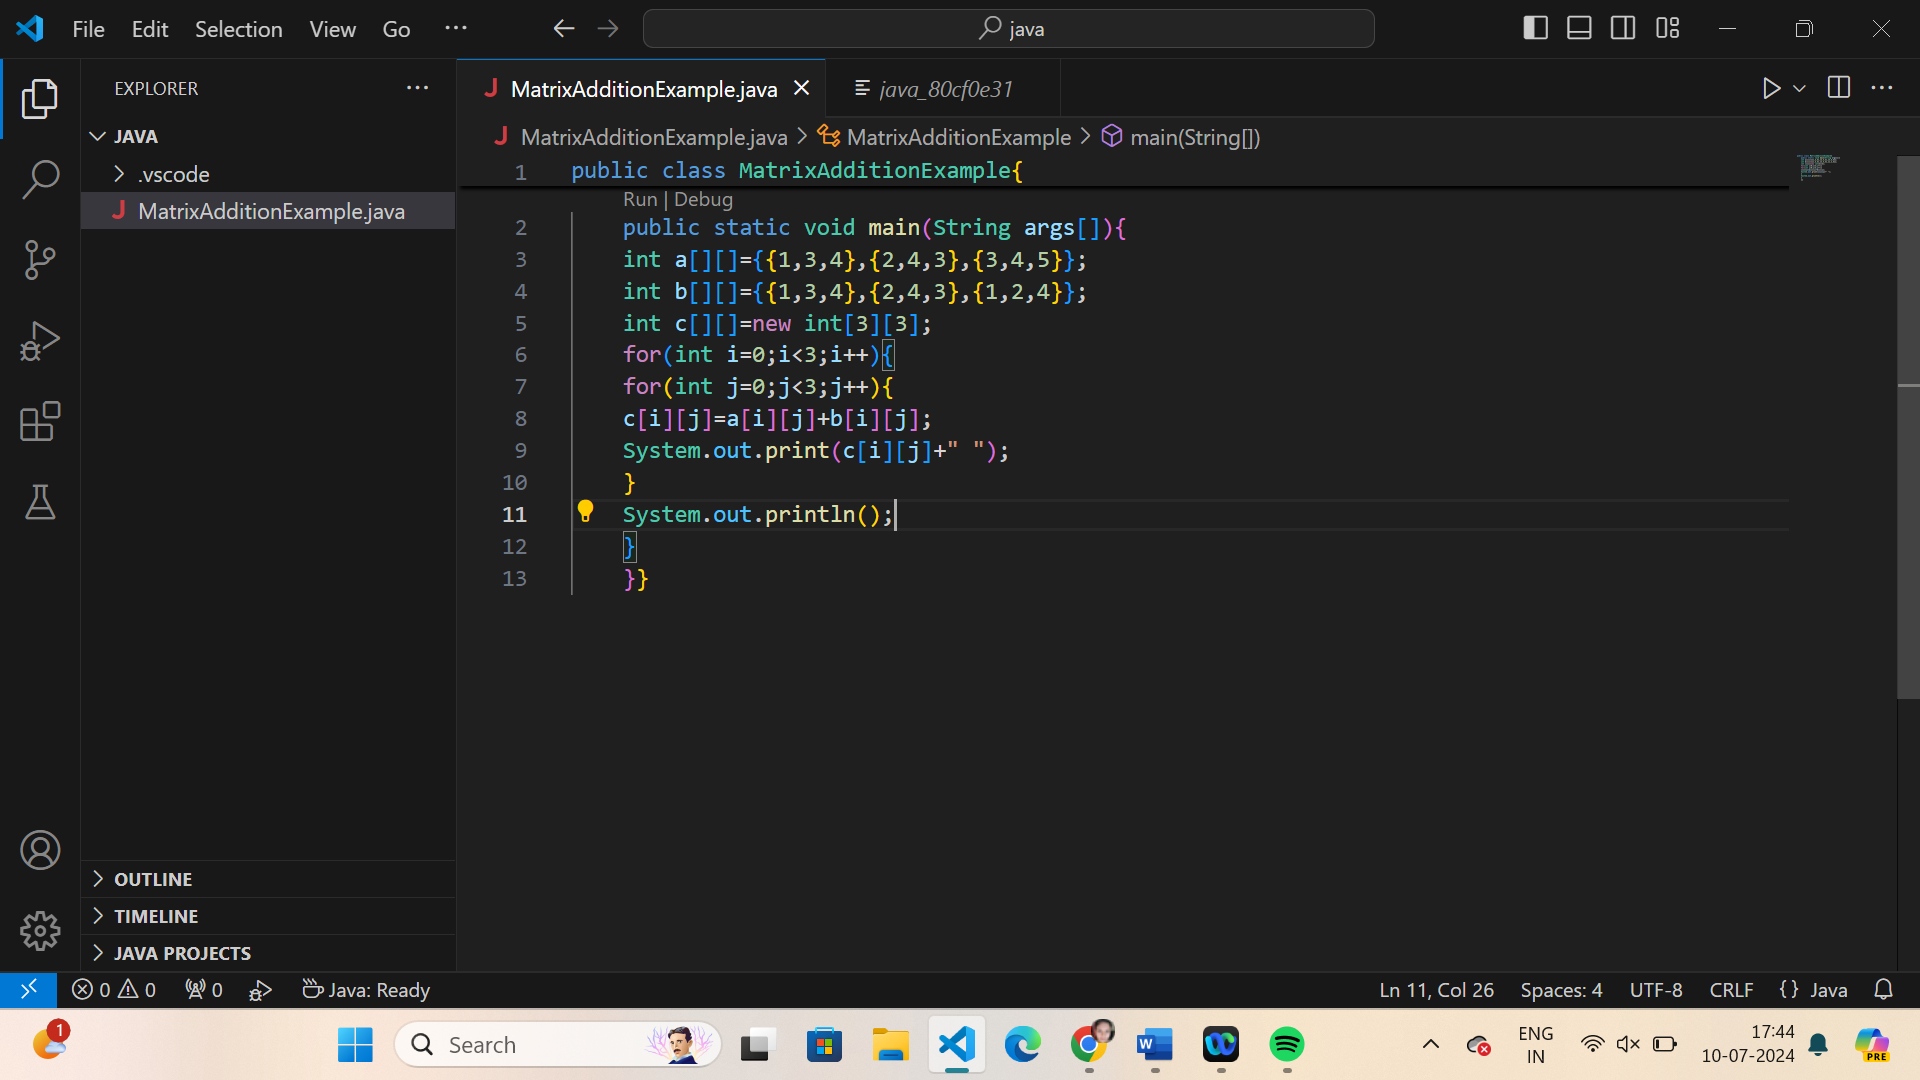 File Edit Selection View Go ...
java
EXPLORER ...
MatrixAdditionExample.java
java_80cf0e31
JAVA
.vscode
MatrixAdditionExample.java
MatrixAdditionExample.java > MatrixAdditionExample > main(String[])
1 public class MatrixAdditionExample{
Run | Debug
2 public static void main(String args[]){
3 int a[][]={{1,3,4},{2,4,3},{3,4,5}};
4 int b[][]={{1,3,4},{2,4,3},{1,2,4}};
5 int c[][]=new int[3][3];
6 for(int i=0;i<3;i++){
7 for(int j=0;j<3;j++){
8 c[i][j]=a[i][j]+b[i][j];
9 System.out.print(c[i][j]+" ");
10 }
11 System.out.println();
12 }
13 }}
OUTLINE
TIMELINE
JAVA PROJECTS
0 0 0 Java: Ready
Ln 11, Col 26 Spaces: 4 UTF-8 CRLF {} Java
1
Search
W
ENG
IN
17:44
10-07-2024
PRE